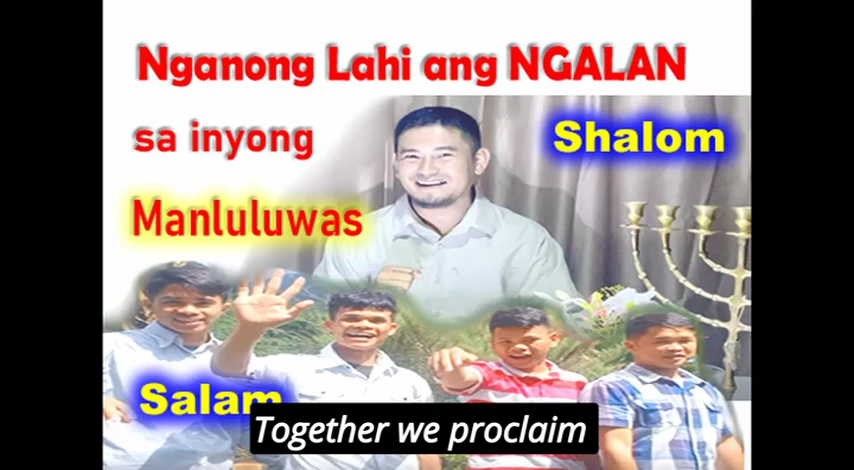 Nganong Lahi ang NGALAN
sa inyong
Shalom
Manluluwas
Salam
Together we proclaim